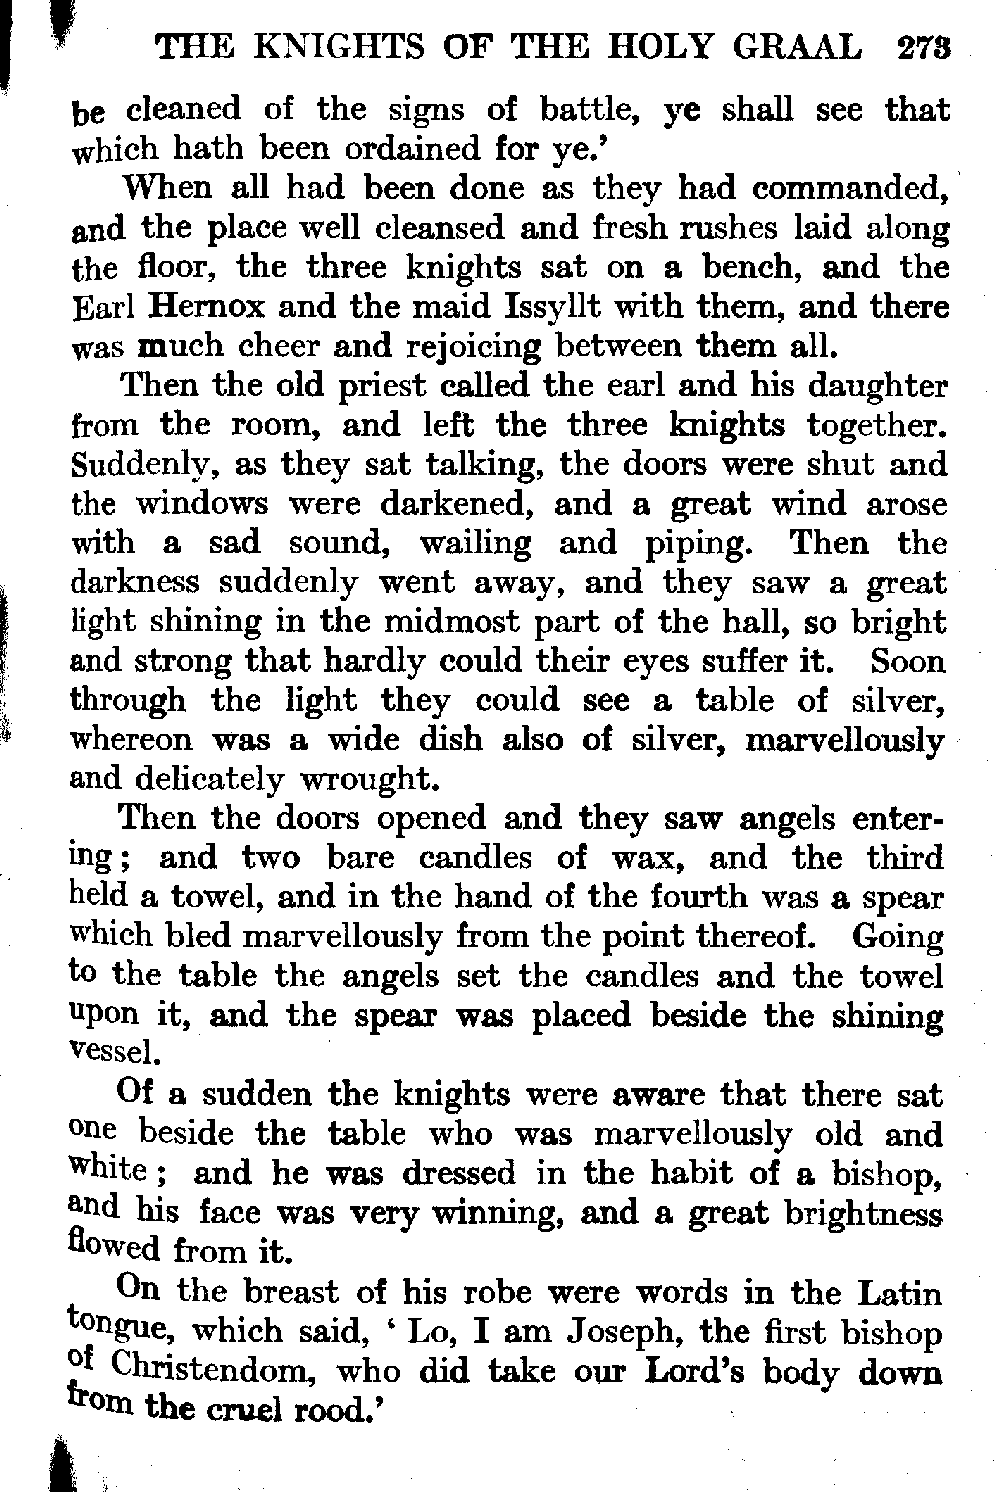 THE KNIGHTS OF THE HOLY GRAAL 273
be cleaned of the signs of battle, ye shall see that
which hath been ordained for ye.’
When all had been done as they had commanded,
and the place well cleansed and fresh rushes laid along
the floor, the three knights sat on a bench, and the
Earl Hernox and the maid Issyllt with them, and there
was much cheer and rejoicing between them all.
Then the old priest called the earl and his daughter
from the room, and left the three knights together.
Suddenly, as they sat talking, the doors were shut and
the windows were darkened, and a great wind arose
with a sad sound, wailing and piping. Then the
darkness suddenly went away, and they saw a great
light shining in the midmost part of the hall, so bright
and strong that hardly could their eyes suffer it. Soon
through the light they could see a table of silver,
whereon was a wide dish also of silver, marvellously
and delicately wrought.
Then the doors opened and they saw angels enter-
ing; and two bare candles of wax, and the third
held a towel, and in the hand of the fourth was a spear
which bled marvellously from the point thereof. Going
to the table the angels set the candles and the towel
upon it, and the spear was placed beside the shining
vessel.
Of a sudden the knights were aware that there sat
one beside the table who was marvellously old and
white; and he was dressed in the habit of a bishop,
and his face was very winning, and a great brightness
flowed from it.
On the breast of his robe were words in the Latin
tongue, which said, ‘ Lo, I am Joseph, the first bishop
of Christendom, who did take our Lord’s body down
from the cruel rood.’